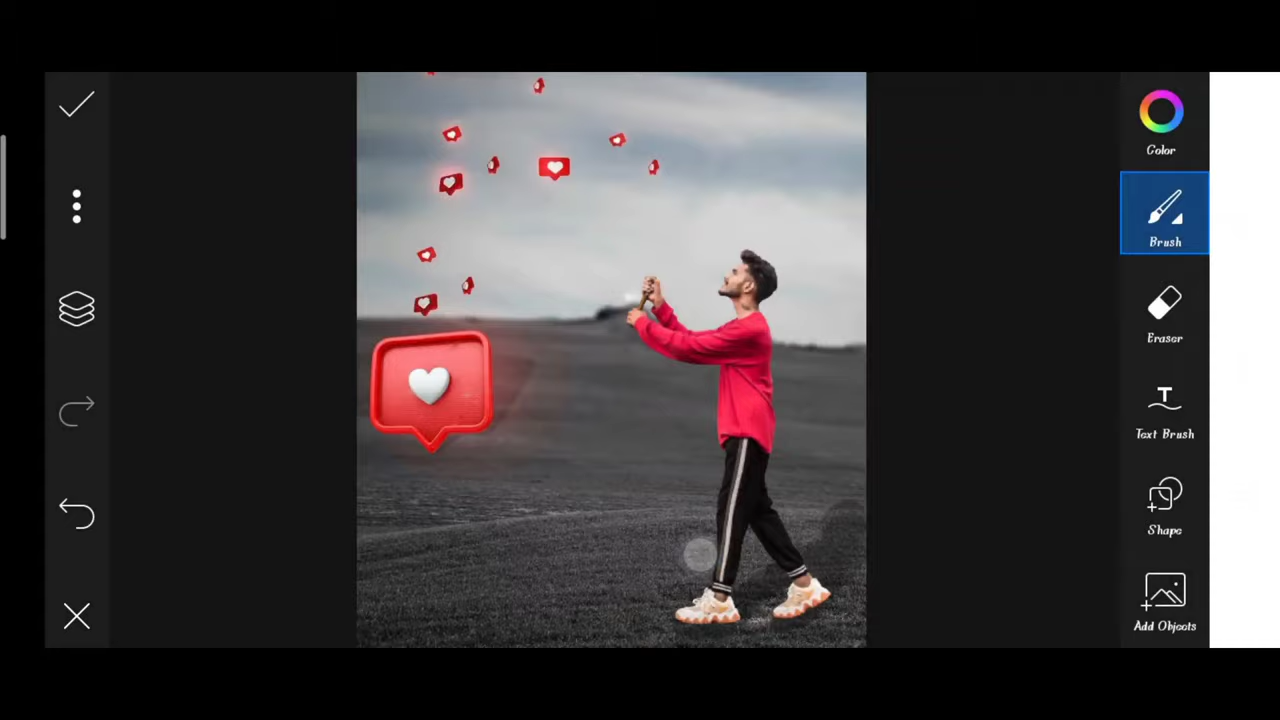 Color
Brush
Eraser
Text Brush
Shape
Add Objects